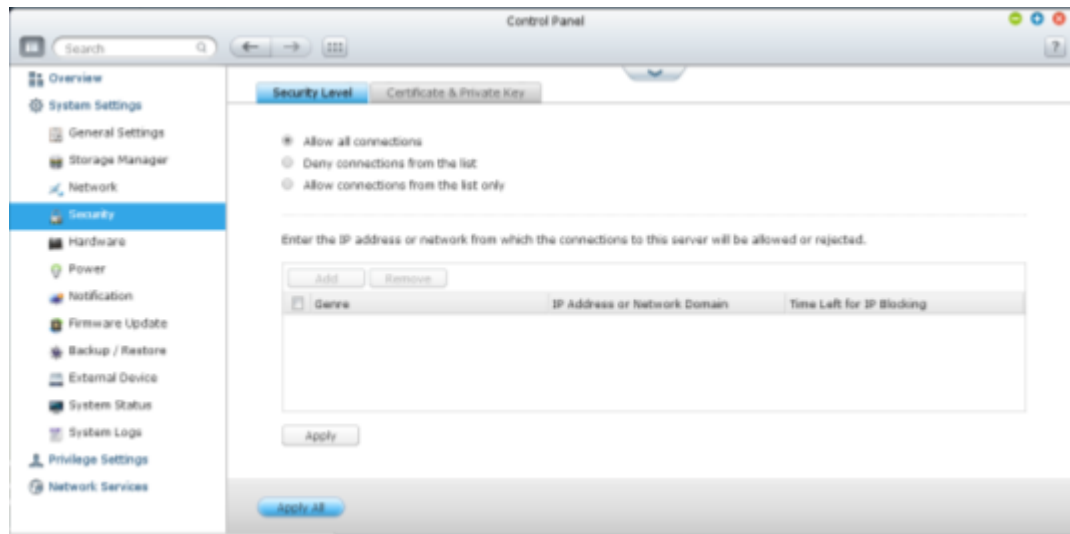 Control Panel
Search
?
Overview
System Settings
General Settings
Storage Manager
Network
Security
Hardware
Power
Notification
Firmware Update
Backup / Restore
External Device
System Status
System Logs
Privilege Settings
Network Services
Security Level
Certificate & Private Key
Allow all connections
Deny connections from the list
Allow connections from the list only
Enter the IP address or network from which the connections to this server will be allowed or rejected.
Add
Remove
Genre
IP Address or Network Domain
Time Left for IP Blocking
Apply
Apply All